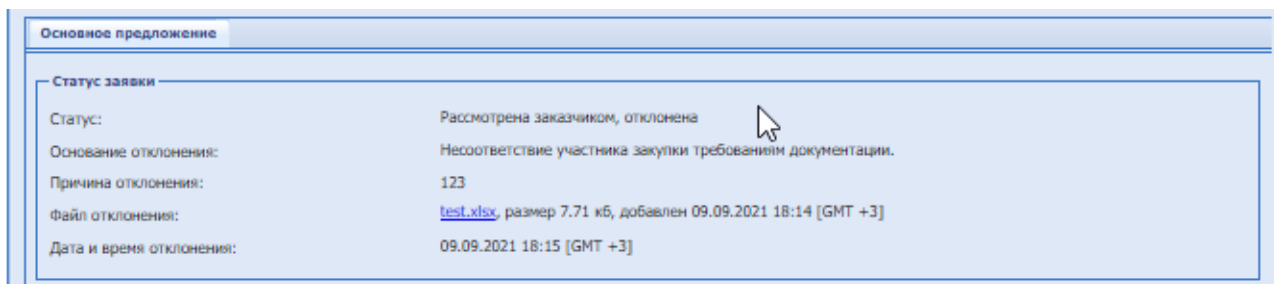 Основное предложение
Статус заявки
Статус: Рассмотрена заказчиком, отклонена
Основание отклонения: Несоответствие участника закупки требованиям документации.
Причина отклонения: 123
Файл отклонения: test.xlsx, размер 7.71 кб, добавлен 09.09.2021 18:14 [GMT +3]
Дата и время отклонения: 09.09.2021 18:15 [GMT +3]